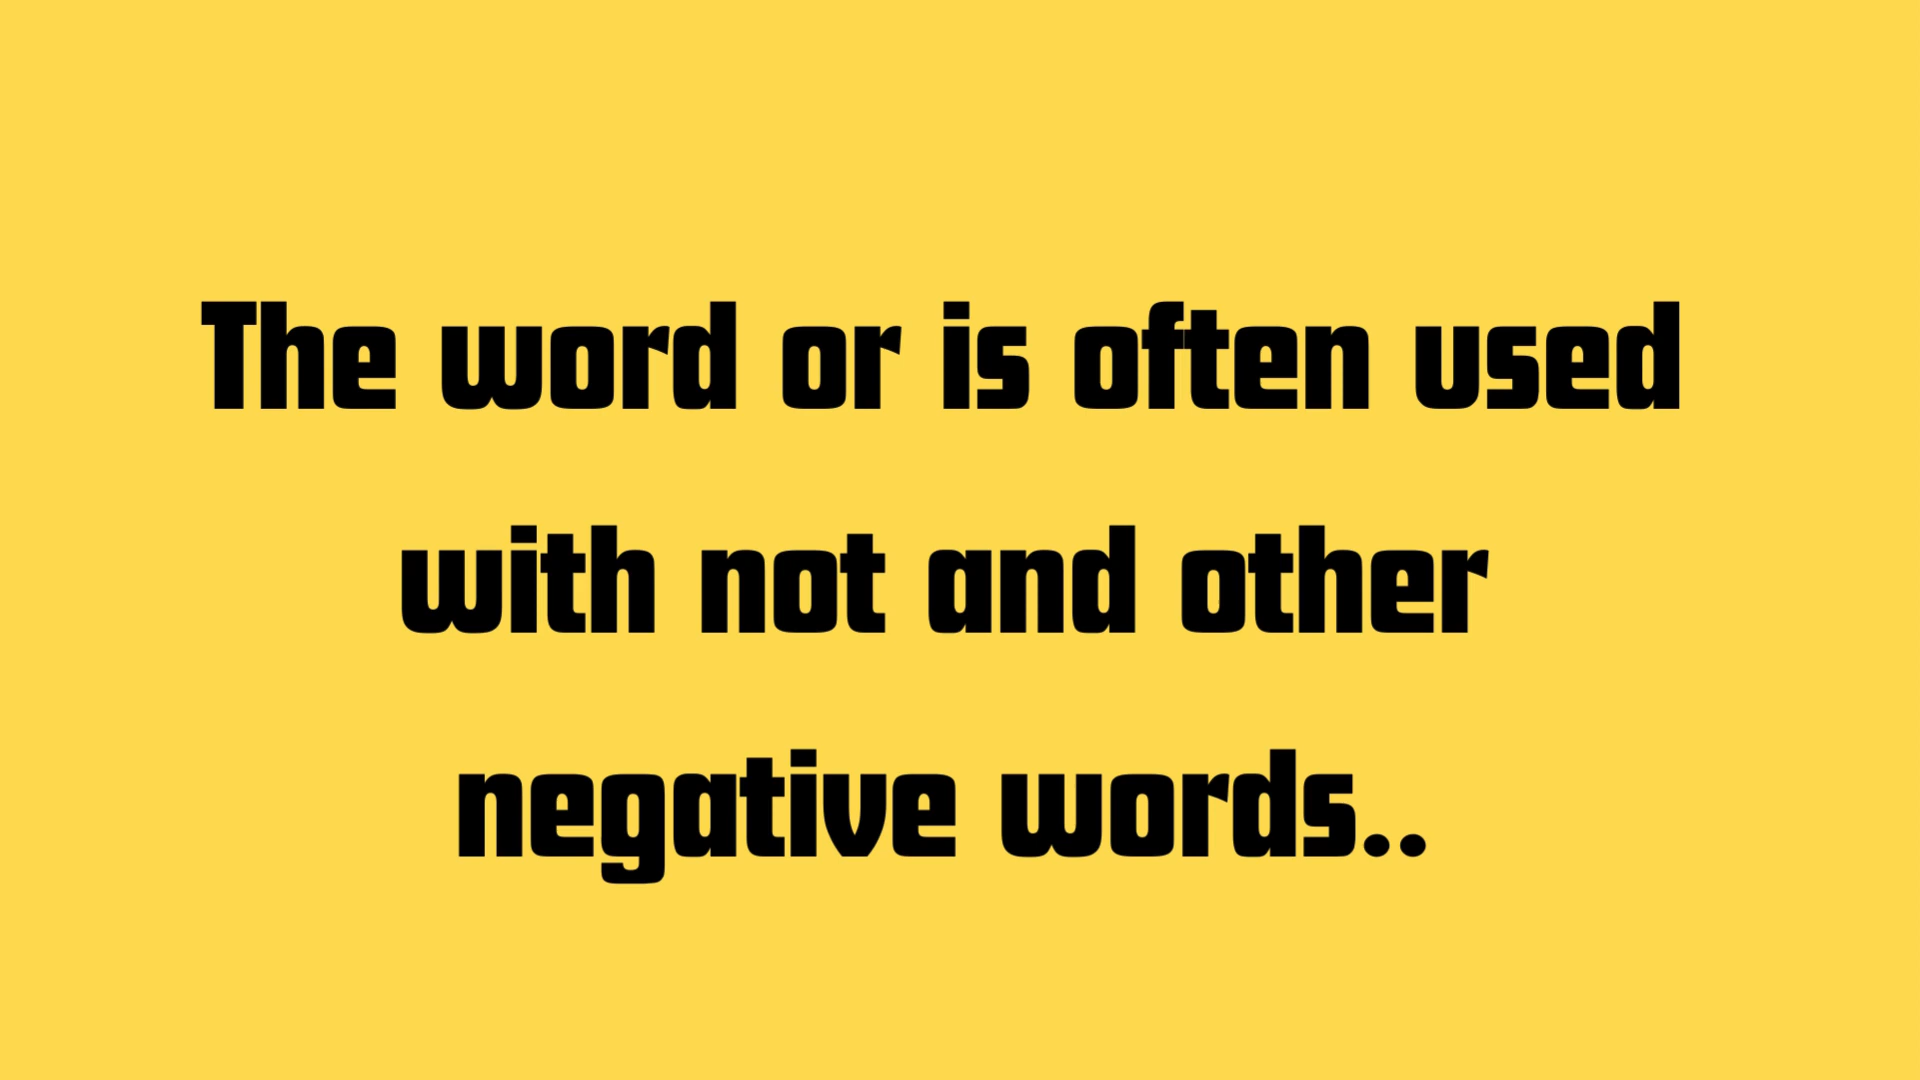 The word or is often used
with not and other
negative words..